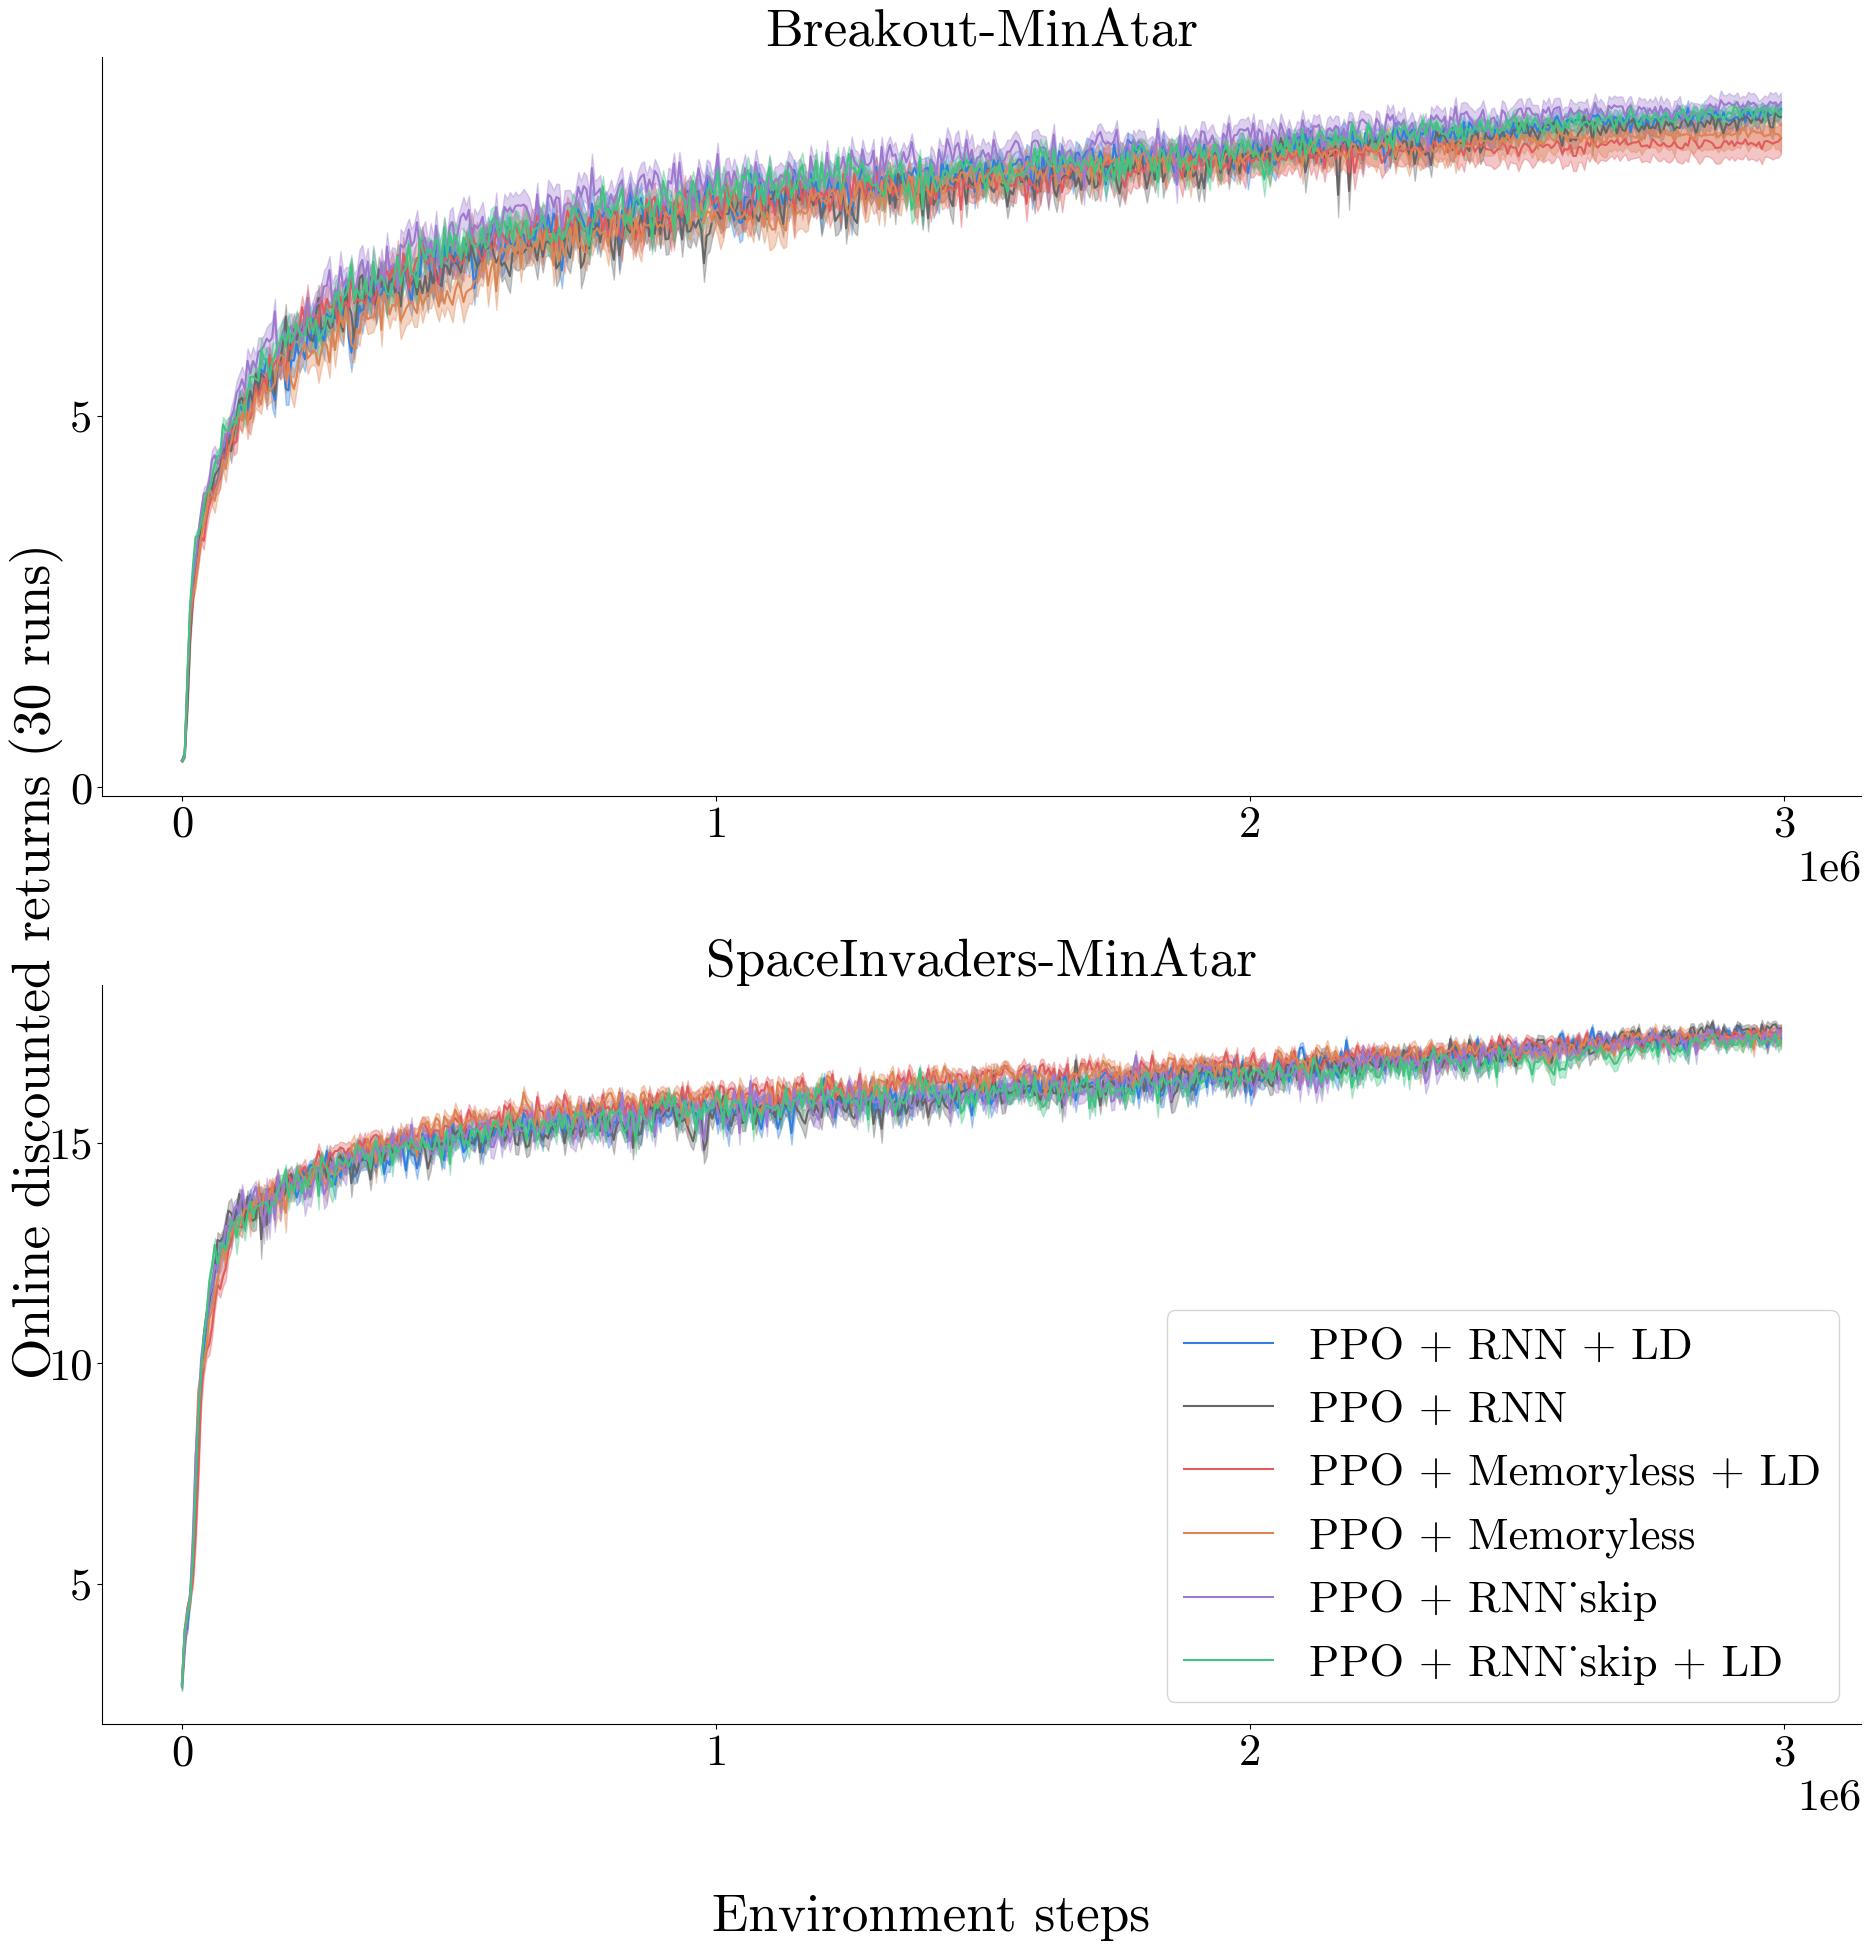 Breakout-MinAtar
5
0
0 1 2 3
1e6
Online discounted returns (30 runs)
SpaceInvaders-MinAtar
15
10
5
PPO + RNN + LD
PPO + RNN
PPO + Memoryless + LD
PPO + Memoryless
PPO + RNN˙skip
PPO + RNN˙skip + LD
0 1 2 3
1e6
Environment steps